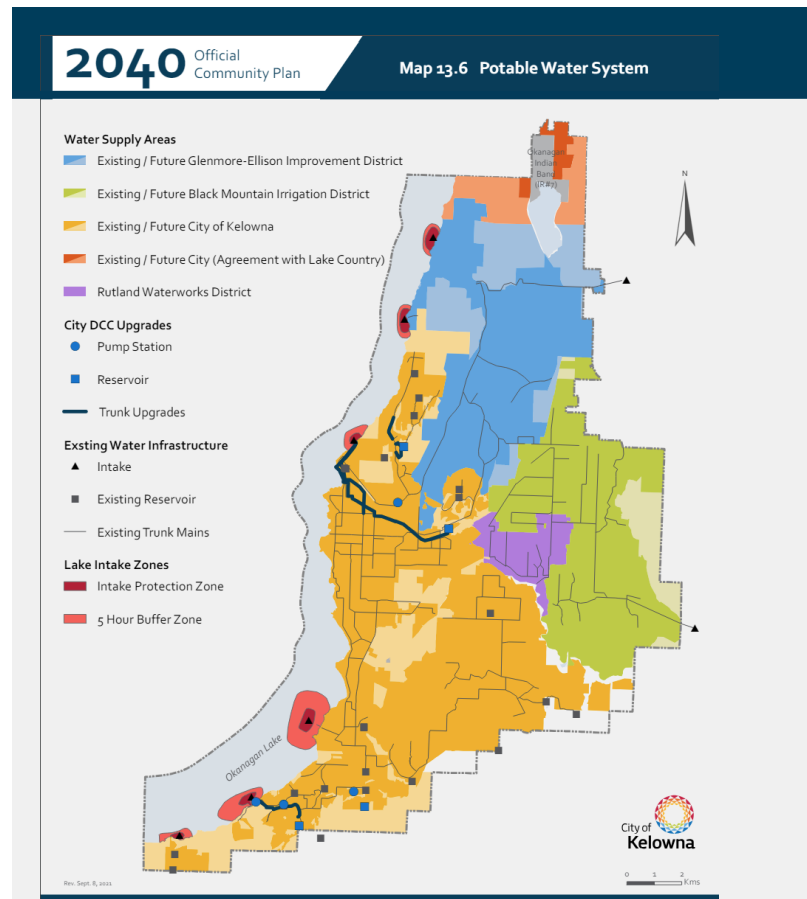 2040 Official
Community Plan
Map 13.6 Potable Water System
Water Supply Areas
Existing / Future Glenmore-Ellison Improvement District
Existing / Future Black Mountain Irrigation District
Existing / Future City of Kelowna
Existing / Future City (Agreement with Lake Country)
Rutland Waterworks District
City DCC Upgrades
Pump Station
Reservoir
Trunk Upgrades
Exsting Water Infrastructure
Intake
Existing Reservoir
Existing Trunk Mains
Lake Intake Zones
Intake Protection Zone
5 Hour Buffer Zone
Okanagan
Indian
Band
(IR#7)
N
Okanagan Lake
City of
Kelowna
0 1 2
Kms
Rev. Sept. 8, 2021